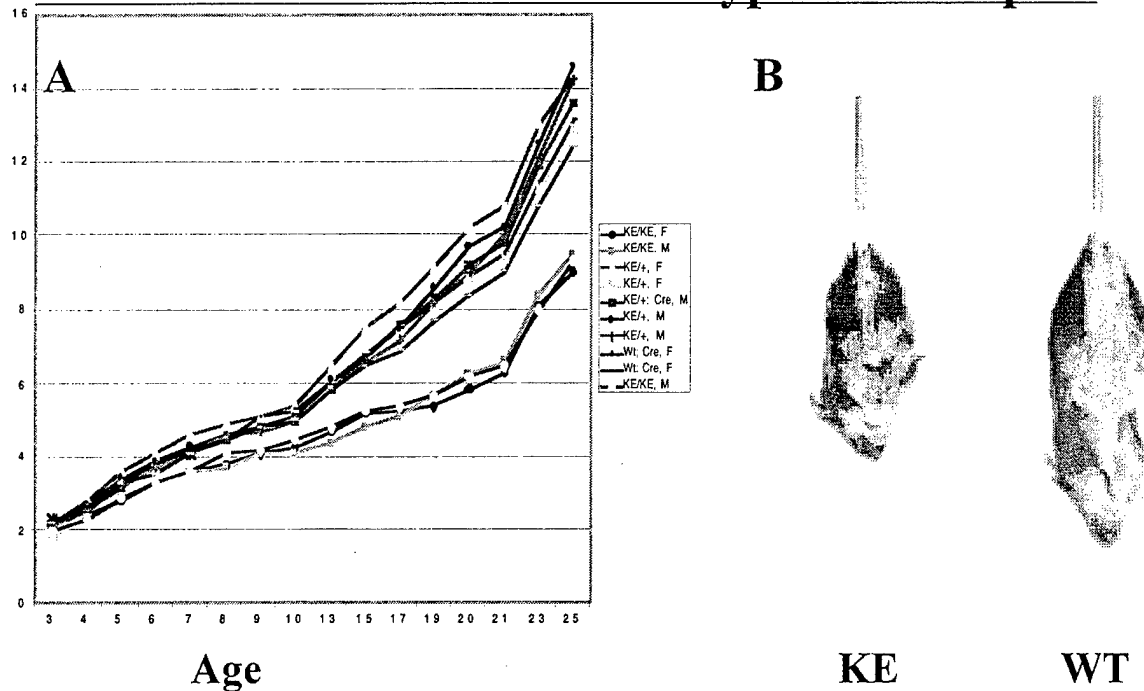 A
B
16
14
12
10
8
6
4
2
0
3 4 5 6 7 8 9 10 13 15 17 19 20 21 23 25
Age
KE/KE, F
KE/KE, M
KE/+, F
KE/+, F
KE/+: Cre, M
KE/+, M
KE/+, M
Wt; Cre, F
Wt; Cre, F
KE/KE, M
KE WT